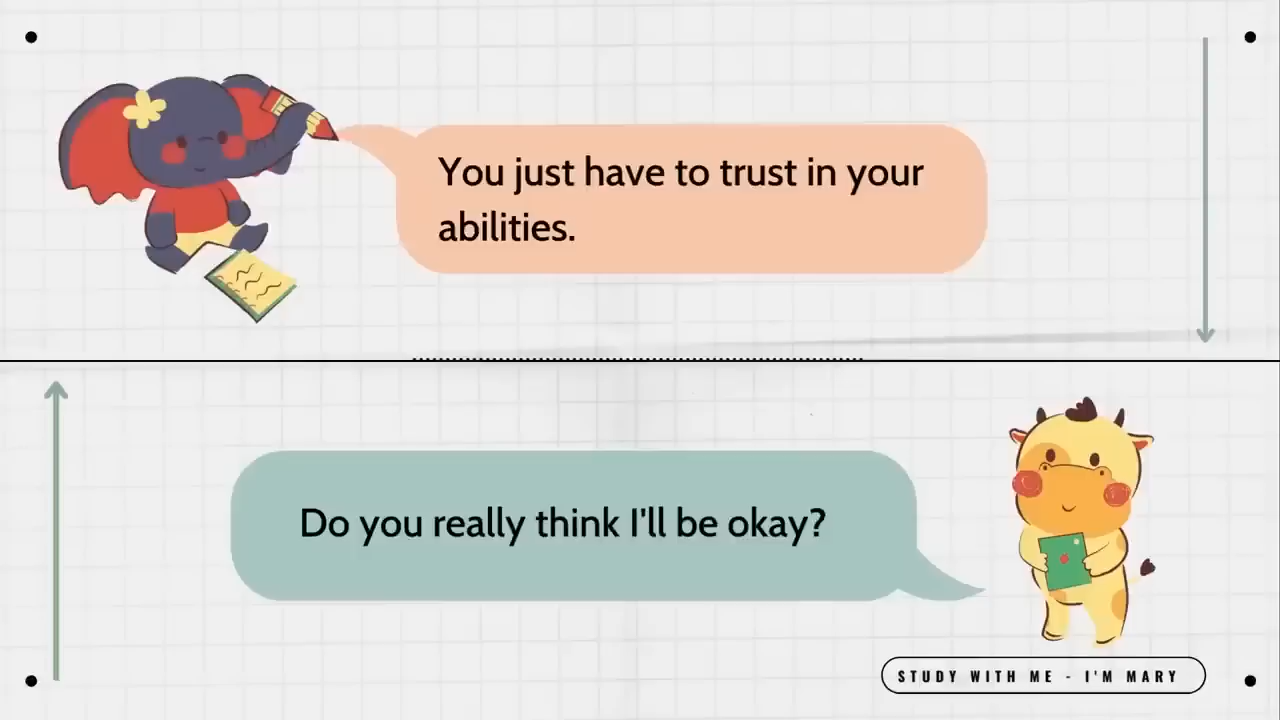 You just have to trust in your
abilities.
Do you really think I'll be okay?
STUDY WITH ME - I'M MARY